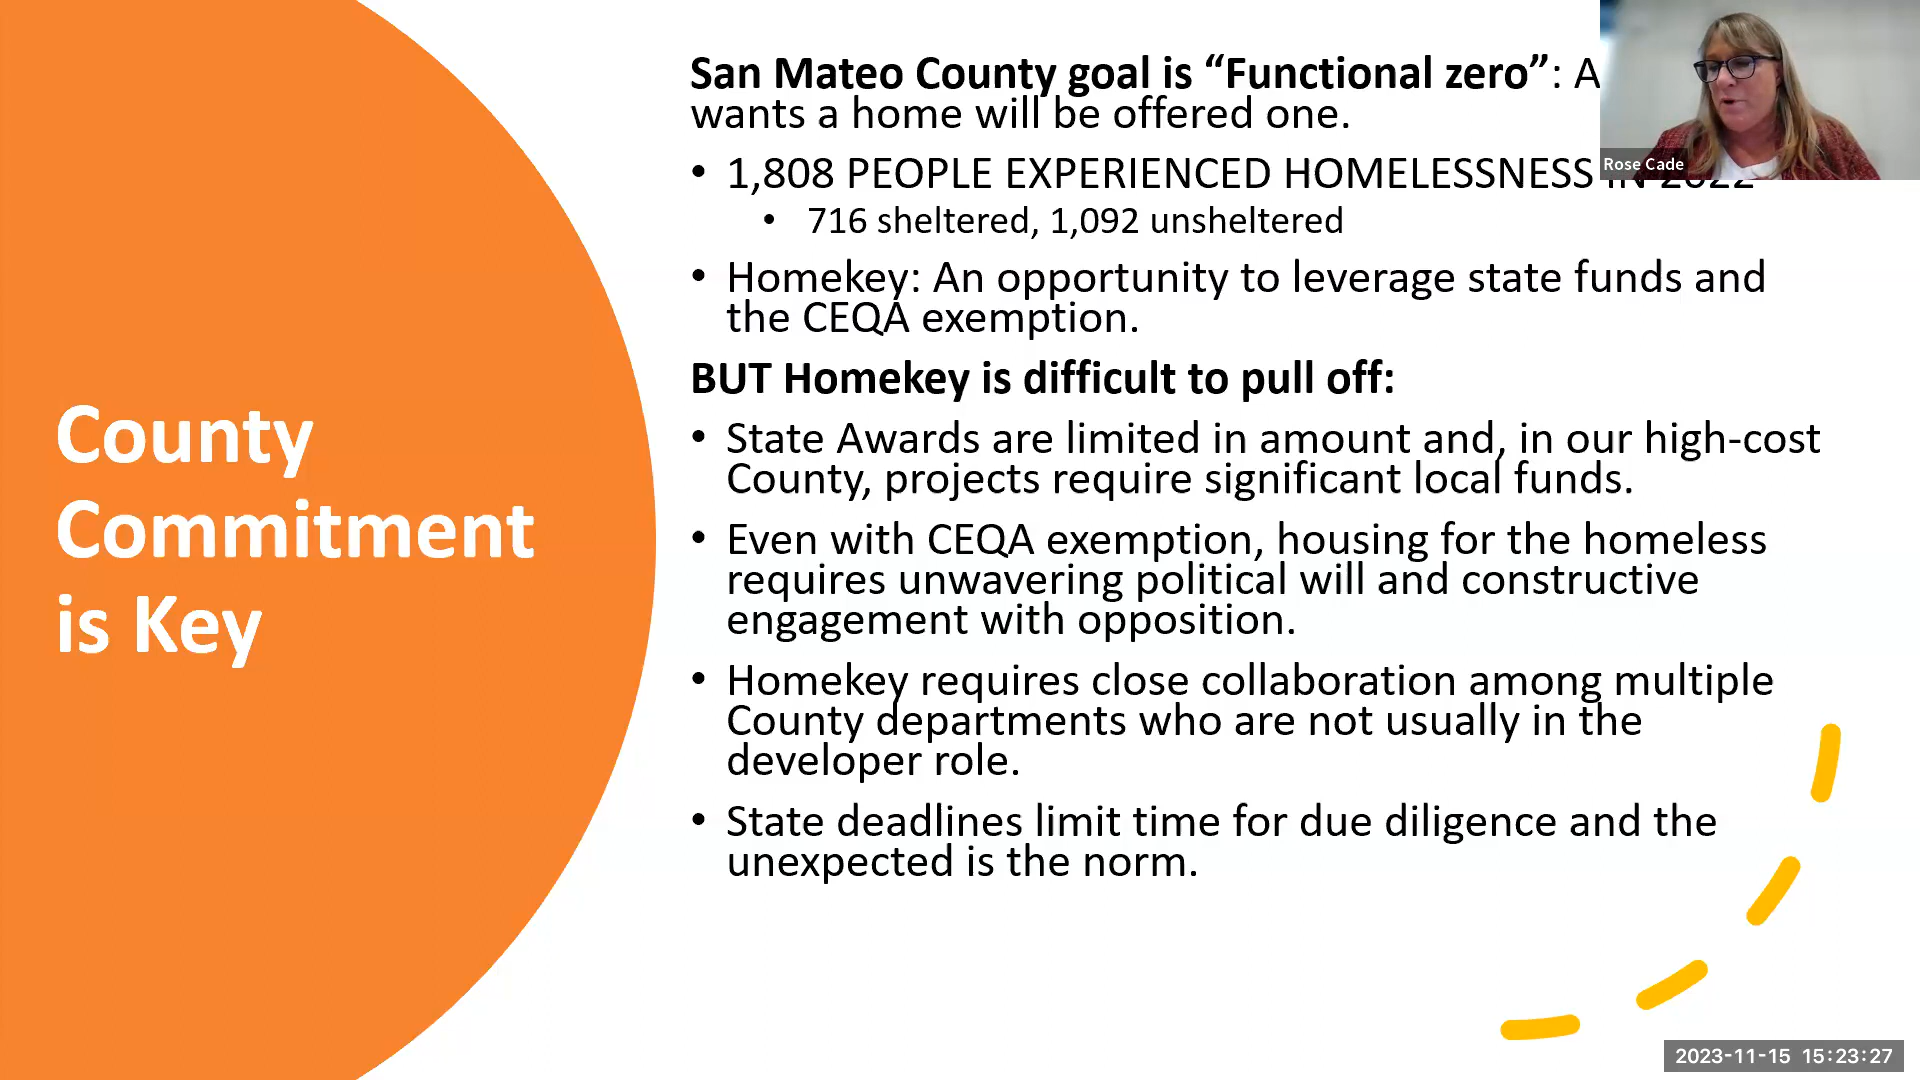 County
Commitment
is Key
San Mateo County goal is “Functional zero”: A
wants a home will be offered one.
• 1,808 PEOPLE EXPERIENCED HOMELESSNESS IN 2022
• 716 sheltered, 1,092 unsheltered
• Homekey: An opportunity to leverage state funds and
the CEQA exemption.
BUT Homekey is difficult to pull off:
• State Awards are limited in amount and, in our high-cost
County, projects require significant local funds.
• Even with CEQA exemption, housing for the homeless
requires unwavering political will and constructive
engagement with opposition.
• Homekey requires close collaboration among multiple
County departments who are not usually in the
developer role.
• State deadlines limit time for due diligence and the
unexpected is the norm.
Rose Cade
2023-11-15 15:23:27